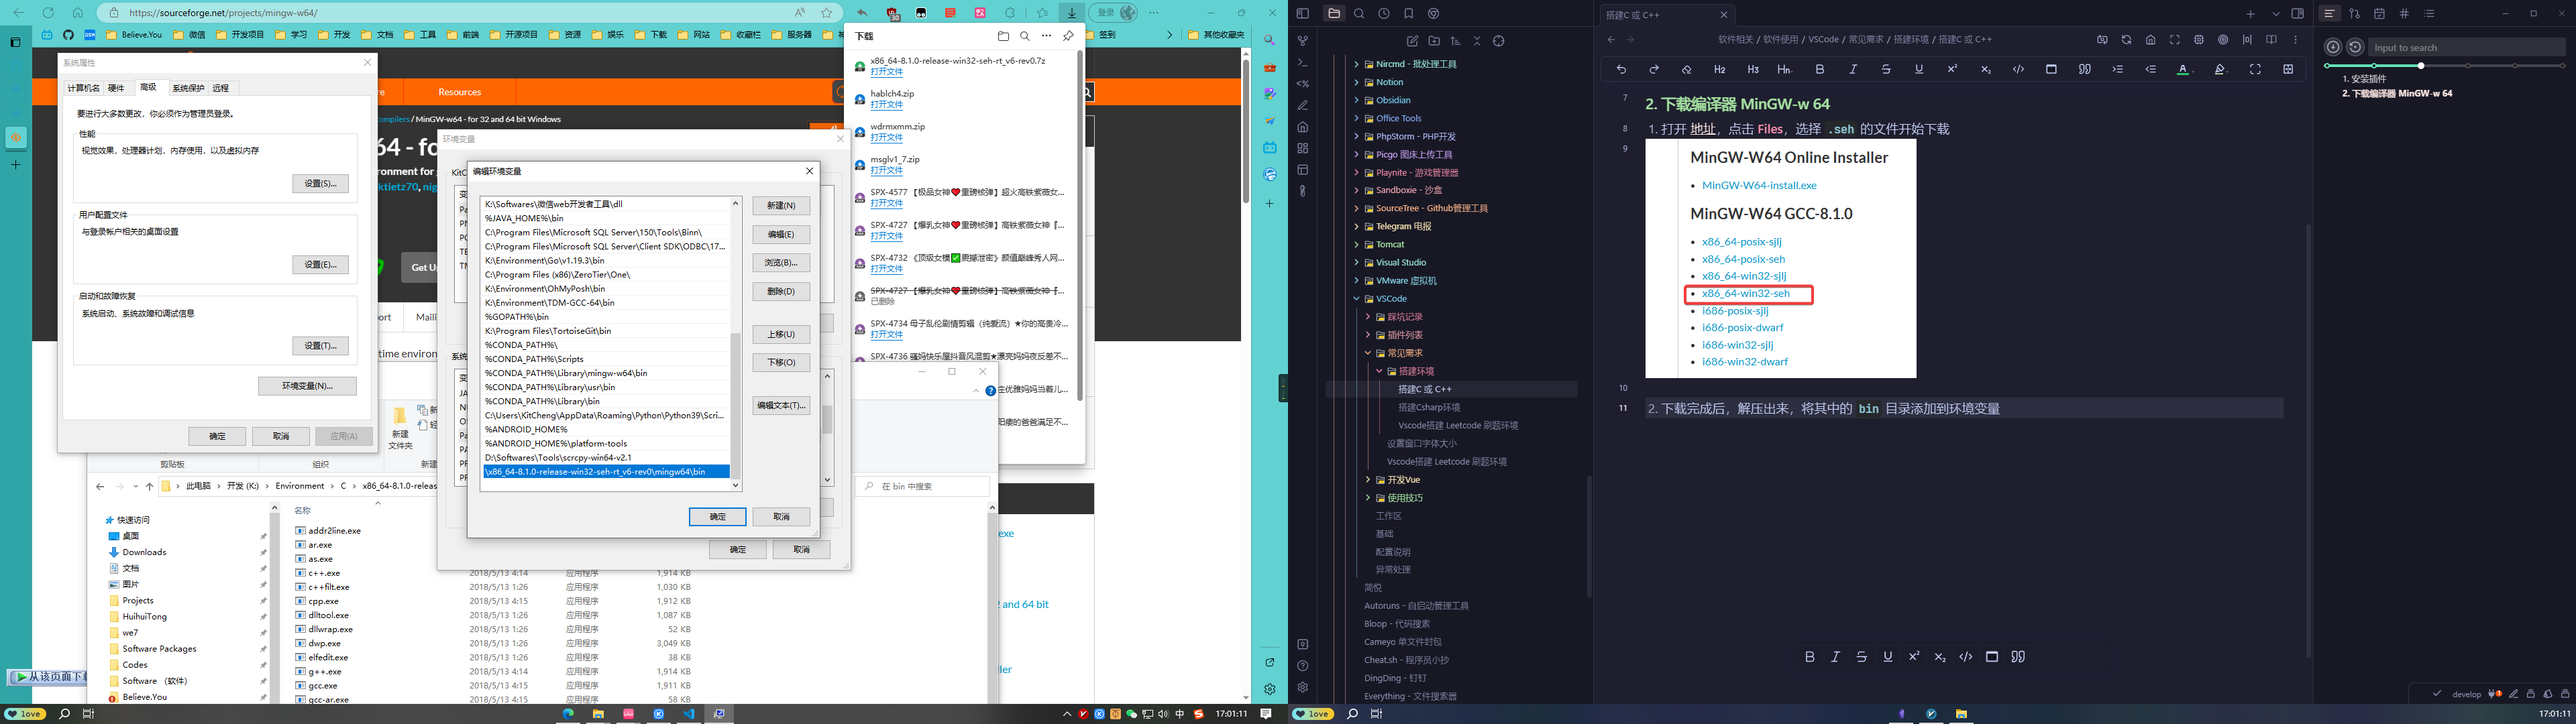 https://sourceforge.net/projects/mingw-w64/
登录
Believe.You
微信
开发项目
学习
开发
文档
工具
前端
开源项目
资源
娱乐
下载
网站
收藏栏
服务器
签到
其他收藏夹
系统属性
计算机名
硬件
高级
系统保护
远程
要进行大多数更改，你必须作为管理员登录。
性能
视觉效果，处理器计划，内存使用，以及虚拟内存
设置(S)...
用户配置文件
与登录帐户相关的桌面设置
设置(E)...
启动和故障恢复
系统启动、系统故障和调试信息
设置(T)...
环境变量(N)...
确定
取消
应用(A)
Resources
Compilers / MinGW-w64 - for 32 and 64 bit Windows
环境变量
编辑环境变量
K:\Softwares\微信web开发者工具\dll
%JAVA_HOME%\bin
C:\Program Files\Microsoft SQL Server\150\Tools\Binn\
C:\Program Files\Microsoft SQL Server\Client SDK\ODBC\17...
K:\Environment\Go\v1.19.3\bin
C:\Program Files (x86)\ZeroTier\One\
K:\Environment\OhMyPosh\bin
K:\Environment\TDM-GCC-64\bin
%GOPATH%\bin
K:\Program Files\TortoiseGit\bin
%CONDA_PATH%\
%CONDA_PATH%\Scripts
%CONDA_PATH%\Library\mingw-w64\bin
%CONDA_PATH%\Library\usr\bin
%CONDA_PATH%\Library\bin
C:\Users\KitCheng\AppData\Roaming\Python\Python39\Scri...
%ANDROID_HOME%
%ANDROID_HOME%\platform-tools
D:\Softwares\Tools\scrcpy-win64-v2.1
\x86_64-8.1.0-release-win32-seh-rt_v6-rev0\mingw64\bin
新建(N)
编辑(E)
浏览(B)...
删除(D)
上移(U)
下移(O)
编辑文本(T)...
确定
取消
确定
取消
下载
x86_64-8.1.0-release-win32-seh-rt_v6-rev0.7z
打开文件
hablch4.zip
打开文件
wdrmxmm.zip
打开文件
msglv1_7.zip
打开文件
打开文件
打开文件
打开文件
已删除
打开文件
新建
文件夹
剪贴板
组织
新建
此电脑
开发 (K:)
Environment
C
x86_64-8.1.0-relea
在 bin 中搜索
快速访问
桌面
Downloads
文档
图片
Projects
HuihuiTong
we7
Software Packages
Codes
Software （软件）
Believe.You
名称
addr2line.exe
ar.exe
as.exe
c++.exe 2018/5/13 4:14 应用程序 1,914 KB
c++filt.exe 2018/5/13 1:26 应用程序 1,030 KB
cpp.exe 2018/5/13 4:15 应用程序 1,912 KB
dlltool.exe 2018/5/13 1:26 应用程序 1,087 KB
dllwrap.exe 2018/5/13 1:26 应用程序 52 KB
dwp.exe 2018/5/13 1:26 应用程序 3,049 KB
elfedit.exe 2018/5/13 1:26 应用程序 38 KB
g++.exe 2018/5/13 4:14 应用程序 1,914 KB
gcc.exe 2018/5/13 4:15 应用程序 1,911 KB
gcc-ar.exe 2018/5/13 4:15 应用程序 58 KB
从该页面下载
love
中
17:01:11
Nircmd - 批处理工具
Notion
Obsidian
Office Tools
PhpStorm - PHP开发
Picgo 图床上传工具
Playnite - 游戏管理器
Sandboxie - 沙盒
SourceTree - Github管理工具
Telegram 电报
Tomcat
Visual Studio
VMware 虚拟机
VSCode
踩坑记录
插件列表
常见需求
搭建环境
搭建C 或 C++
搭建Csharp环境
Vscode搭建 Leetcode 刷题环境
设置窗口字体大小
Vscode搭建 Leetcode 刷题环境
开发Vue
使用技巧
工作区
基础
配置说明
异常处理
简悦
Autoruns - 自启动管理工具
Bloop - 代码搜索
Cameyo 单文件封包
Cheat.sh - 程序员小抄
DingDing - 钉钉
Everything - 文件搜索器
搭建C 或 C++
软件相关 / 软件使用 / VSCode / 常见需求 / 搭建环境 / 搭建C 或 C++
7
2. 下载编译器 MinGW-w 64
8
1. 打开 地址，点击 Files，选择 .seh 的文件开始下载
9
MinGW-W64 Online Installer
MinGW-W64-install.exe
MinGW-W64 GCC-8.1.0
x86_64-posix-sjlj
x86_64-posix-seh
x86_64-win32-sjlj
x86_64-win32-seh
i686-posix-sjlj
i686-posix-dwarf
i686-win32-sjlj
i686-win32-dwarf
10
11
2. 下载完成后，解压出来，将其中的 bin 目录添加到环境变量
Input to search
1. 安装插件
2. 下载编译器 MinGW-w 64
develop
love
17:01:11